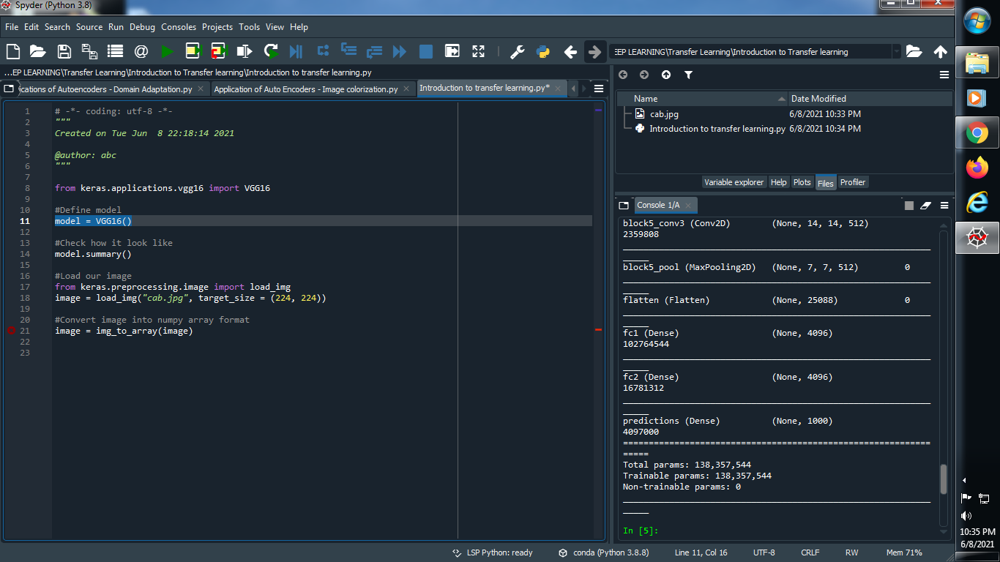 Spyder (Python 3.8)
File Edit Search Source Run Debug Consoles Projects Tools View Help
EEP LEARNING\Transfer Learning\Introduction to Transfer learning
...EP LEARNING\Transfer Learning\Introduction to Transfer learning\Introduction to transfer learning.py
cations of Autoencoders - Domain Adaptation.py
Application of Auto Encoders - Image colorization.py
Introduction to transfer learning.py*
1 # -*- coding: utf-8 -*-
2 """
3 Created on Tue Jun  8 22:18:14 2021
4
5 @author: abc
6 """
7
8 from keras.applications.vgg16 import VGG16
9
10 #Define model
11 model = VGG16()
12
13 #Check how it look like
14 model.summary()
15
16 #Load our image
17 from keras.preprocessing.image import load_img
18 image = load_img("cab.jpg", target_size = (224, 224))
19
20 #Convert image into numpy array format
21 image = img_to_array(image)
22
23
Name Date Modified
cab.jpg 6/8/2021 10:33 PM
Introduction to transfer learning.py 6/8/2021 10:34 PM
Variable explorer Help Plots Files Profiler
Console 1/A
block5_conv3 (Conv2D) (None, 14, 14, 512)
2359808
block5_pool (MaxPooling2D) (None, 7, 7, 512) 0
flatten (Flatten) (None, 25088) 0
fc1 (Dense) (None, 4096)
102764544
fc2 (Dense) (None, 4096)
16781312
predictions (Dense) (None, 1000)
4097000
============================================================
=====
Total params: 138,357,544
Trainable params: 138,357,544
Non-trainable params: 0
In [5]:
LSP Python: ready conda (Python 3.8.8) Line 11, Col 16 UTF-8 CRLF RW Mem 71%
10:35 PM
6/8/2021